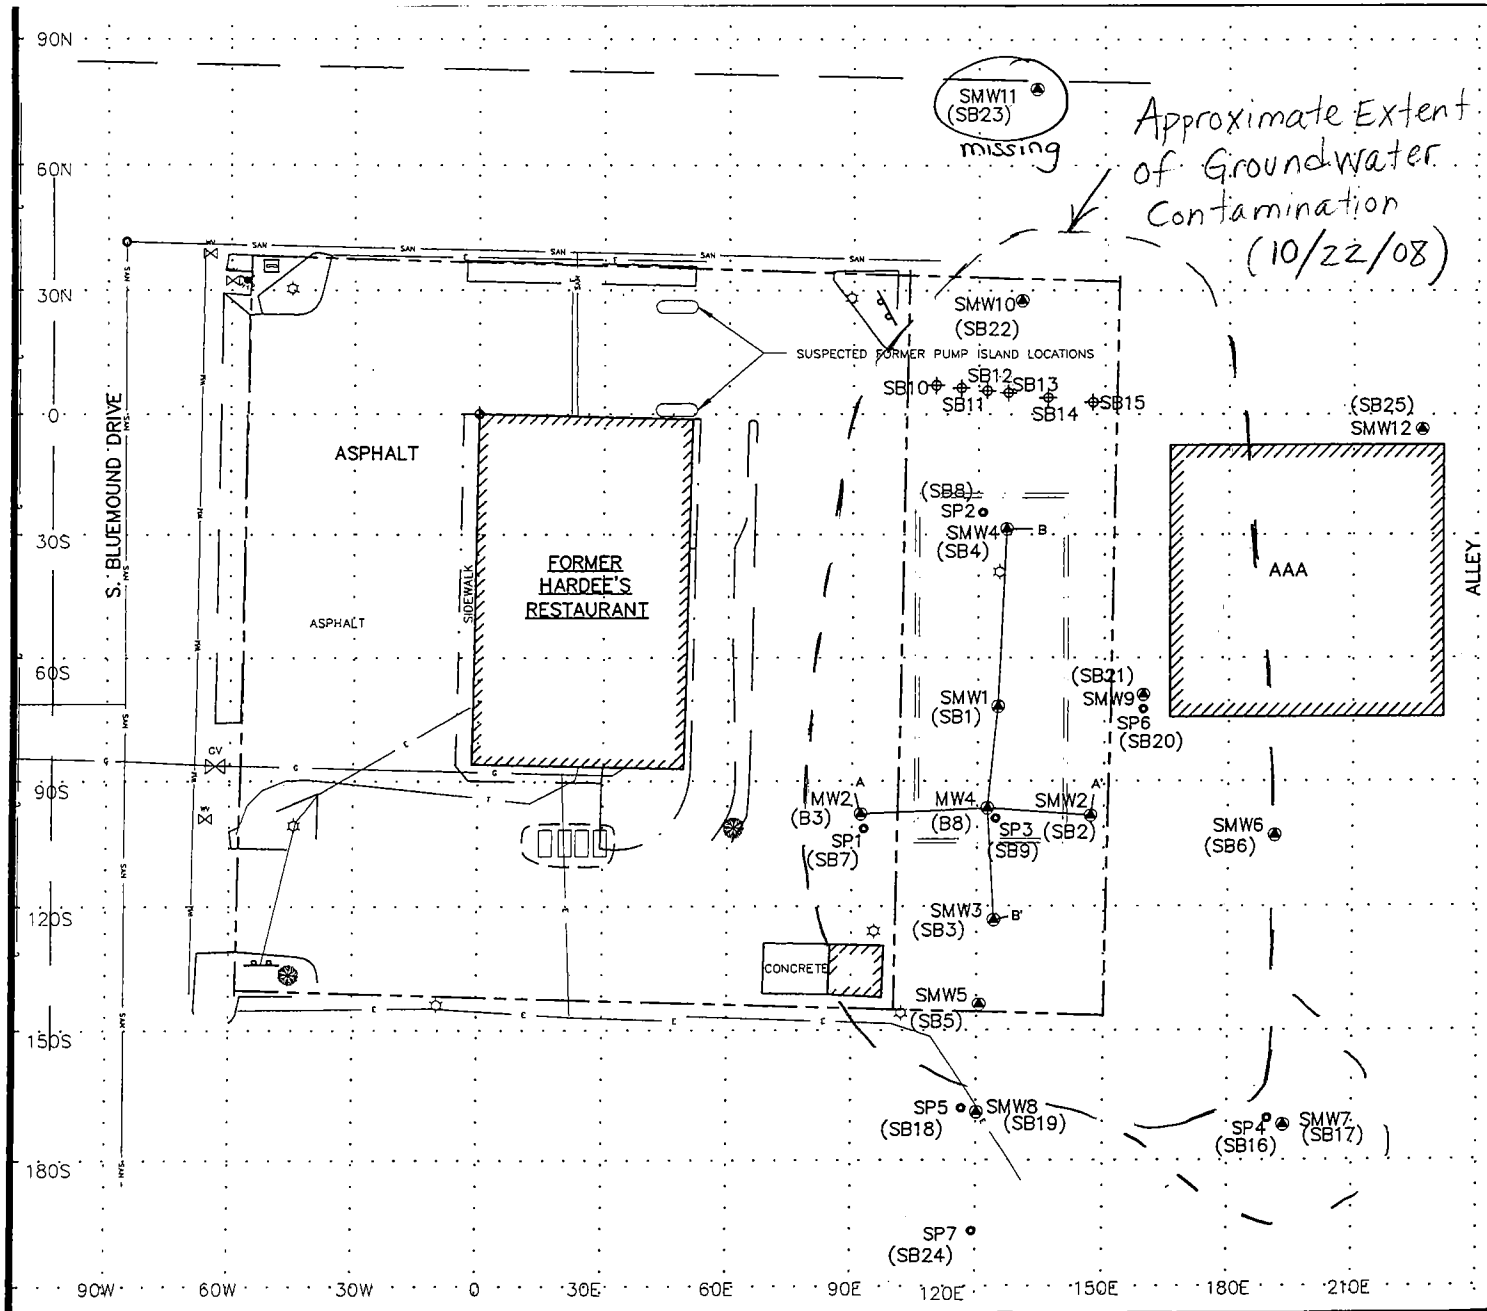 90N
60N
30N
0
30S
60S
90S
120S
150S
180S
90W
60W
30W
0
30E
60E
90E
120E
150E
180E
210E
SMW11
(SB23)
missing
Approximate Extent
of Groundwater
Contamination
(10/22/08)
SAN
SAN
SAN
SAN
SAN
SMW10
(SB22)
SUSPECTED FORMER PUMP ISLAND LOCATIONS
SB10
SB11
SB12
SB13
SB14
SB15
(SB25)
SMW12
S. BLUEMOUND DRIVE
ASPHALT
ASPHALT
SIDEWALK
FORMER
HARDEE'S
RESTAURANT
(SB8)
SP2
SMW4
(SB4)
B
AAA
ALLEY
SMW1
(SB1)
(SB21)
SMW9
SP6
(SB20)
GV
G
G
G
A
MW2
(B3)
SP1
(SB7)
MW4
(B8)
SP3
(SB9)
A'
SMW2
(SB2)
SMW6
(SB6)
SMW3
(SB3)
B'
CONCRETE
SMW5
(SB5)
E
E
E
E
SP5
(SB18)
SMW8
(SB19)
SP4
(SB16)
SMW7
(SB17)
SP7
(SB24)